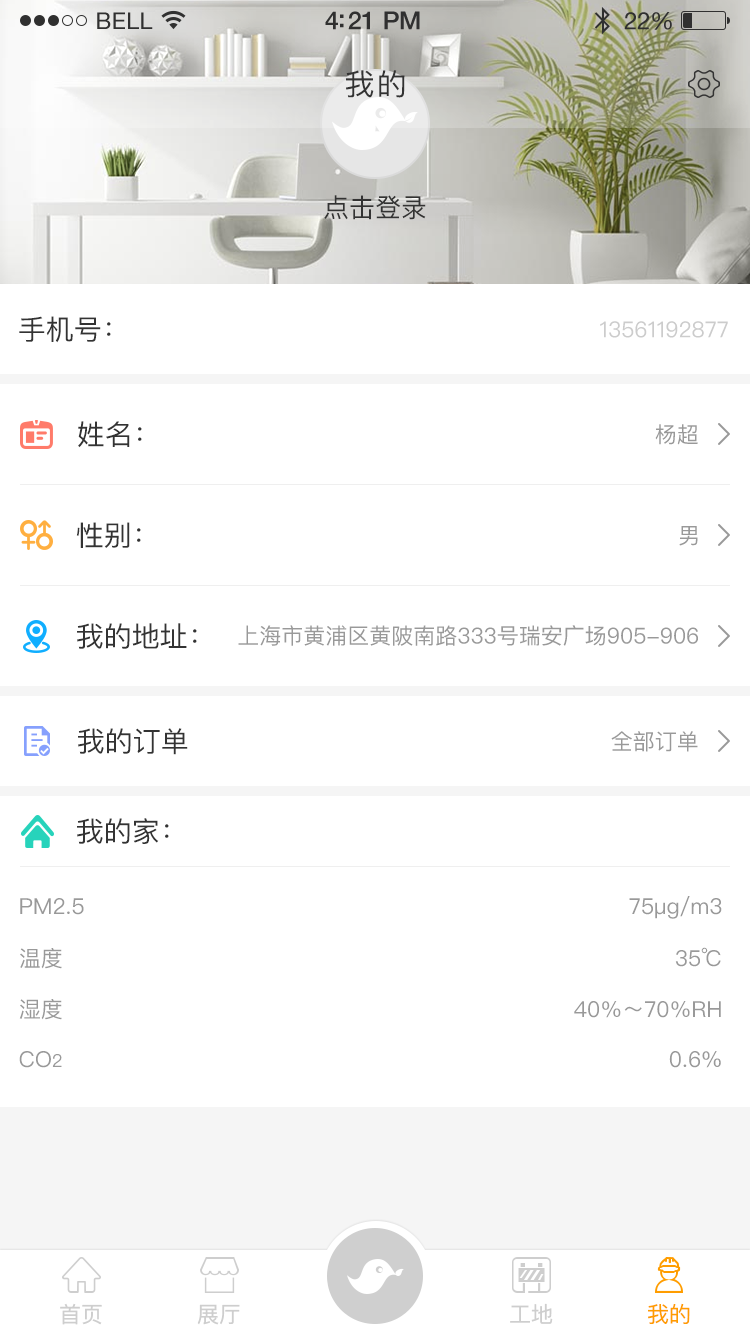 BELL 4:21 PM 22%
我的
点击登录
手机号： 13561192877
姓名： 杨超
性别： 男
我的地址： 上海市黄浦区黄陂南路333号瑞安广场905-906
我的订单 全部订单
我的家：
PM2.5 75μg/m3
温度 35℃
湿度 40%～70%RH
CO2 0.6%
首页 展厅 工地 我的